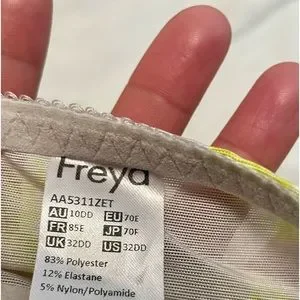 Freya
AA5311ZET
AU 10DD EU 70E
FR 85E JP 70F
UK 32DD US 32DD
83% Polyester
12% Elastane
5% Nylon/Polyamide